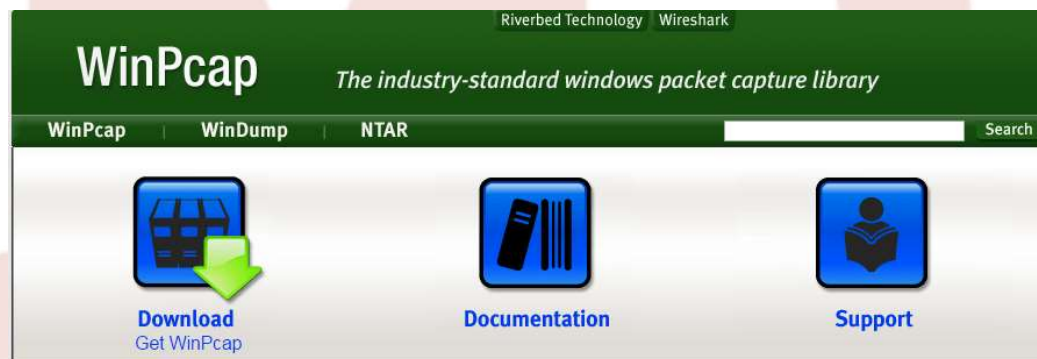 Riverbed Technology Wireshark
WinPcap The industry-standard windows packet capture library
WinPcap | WinDump | NTAR Search
Download Documentation Support
Get WinPcap